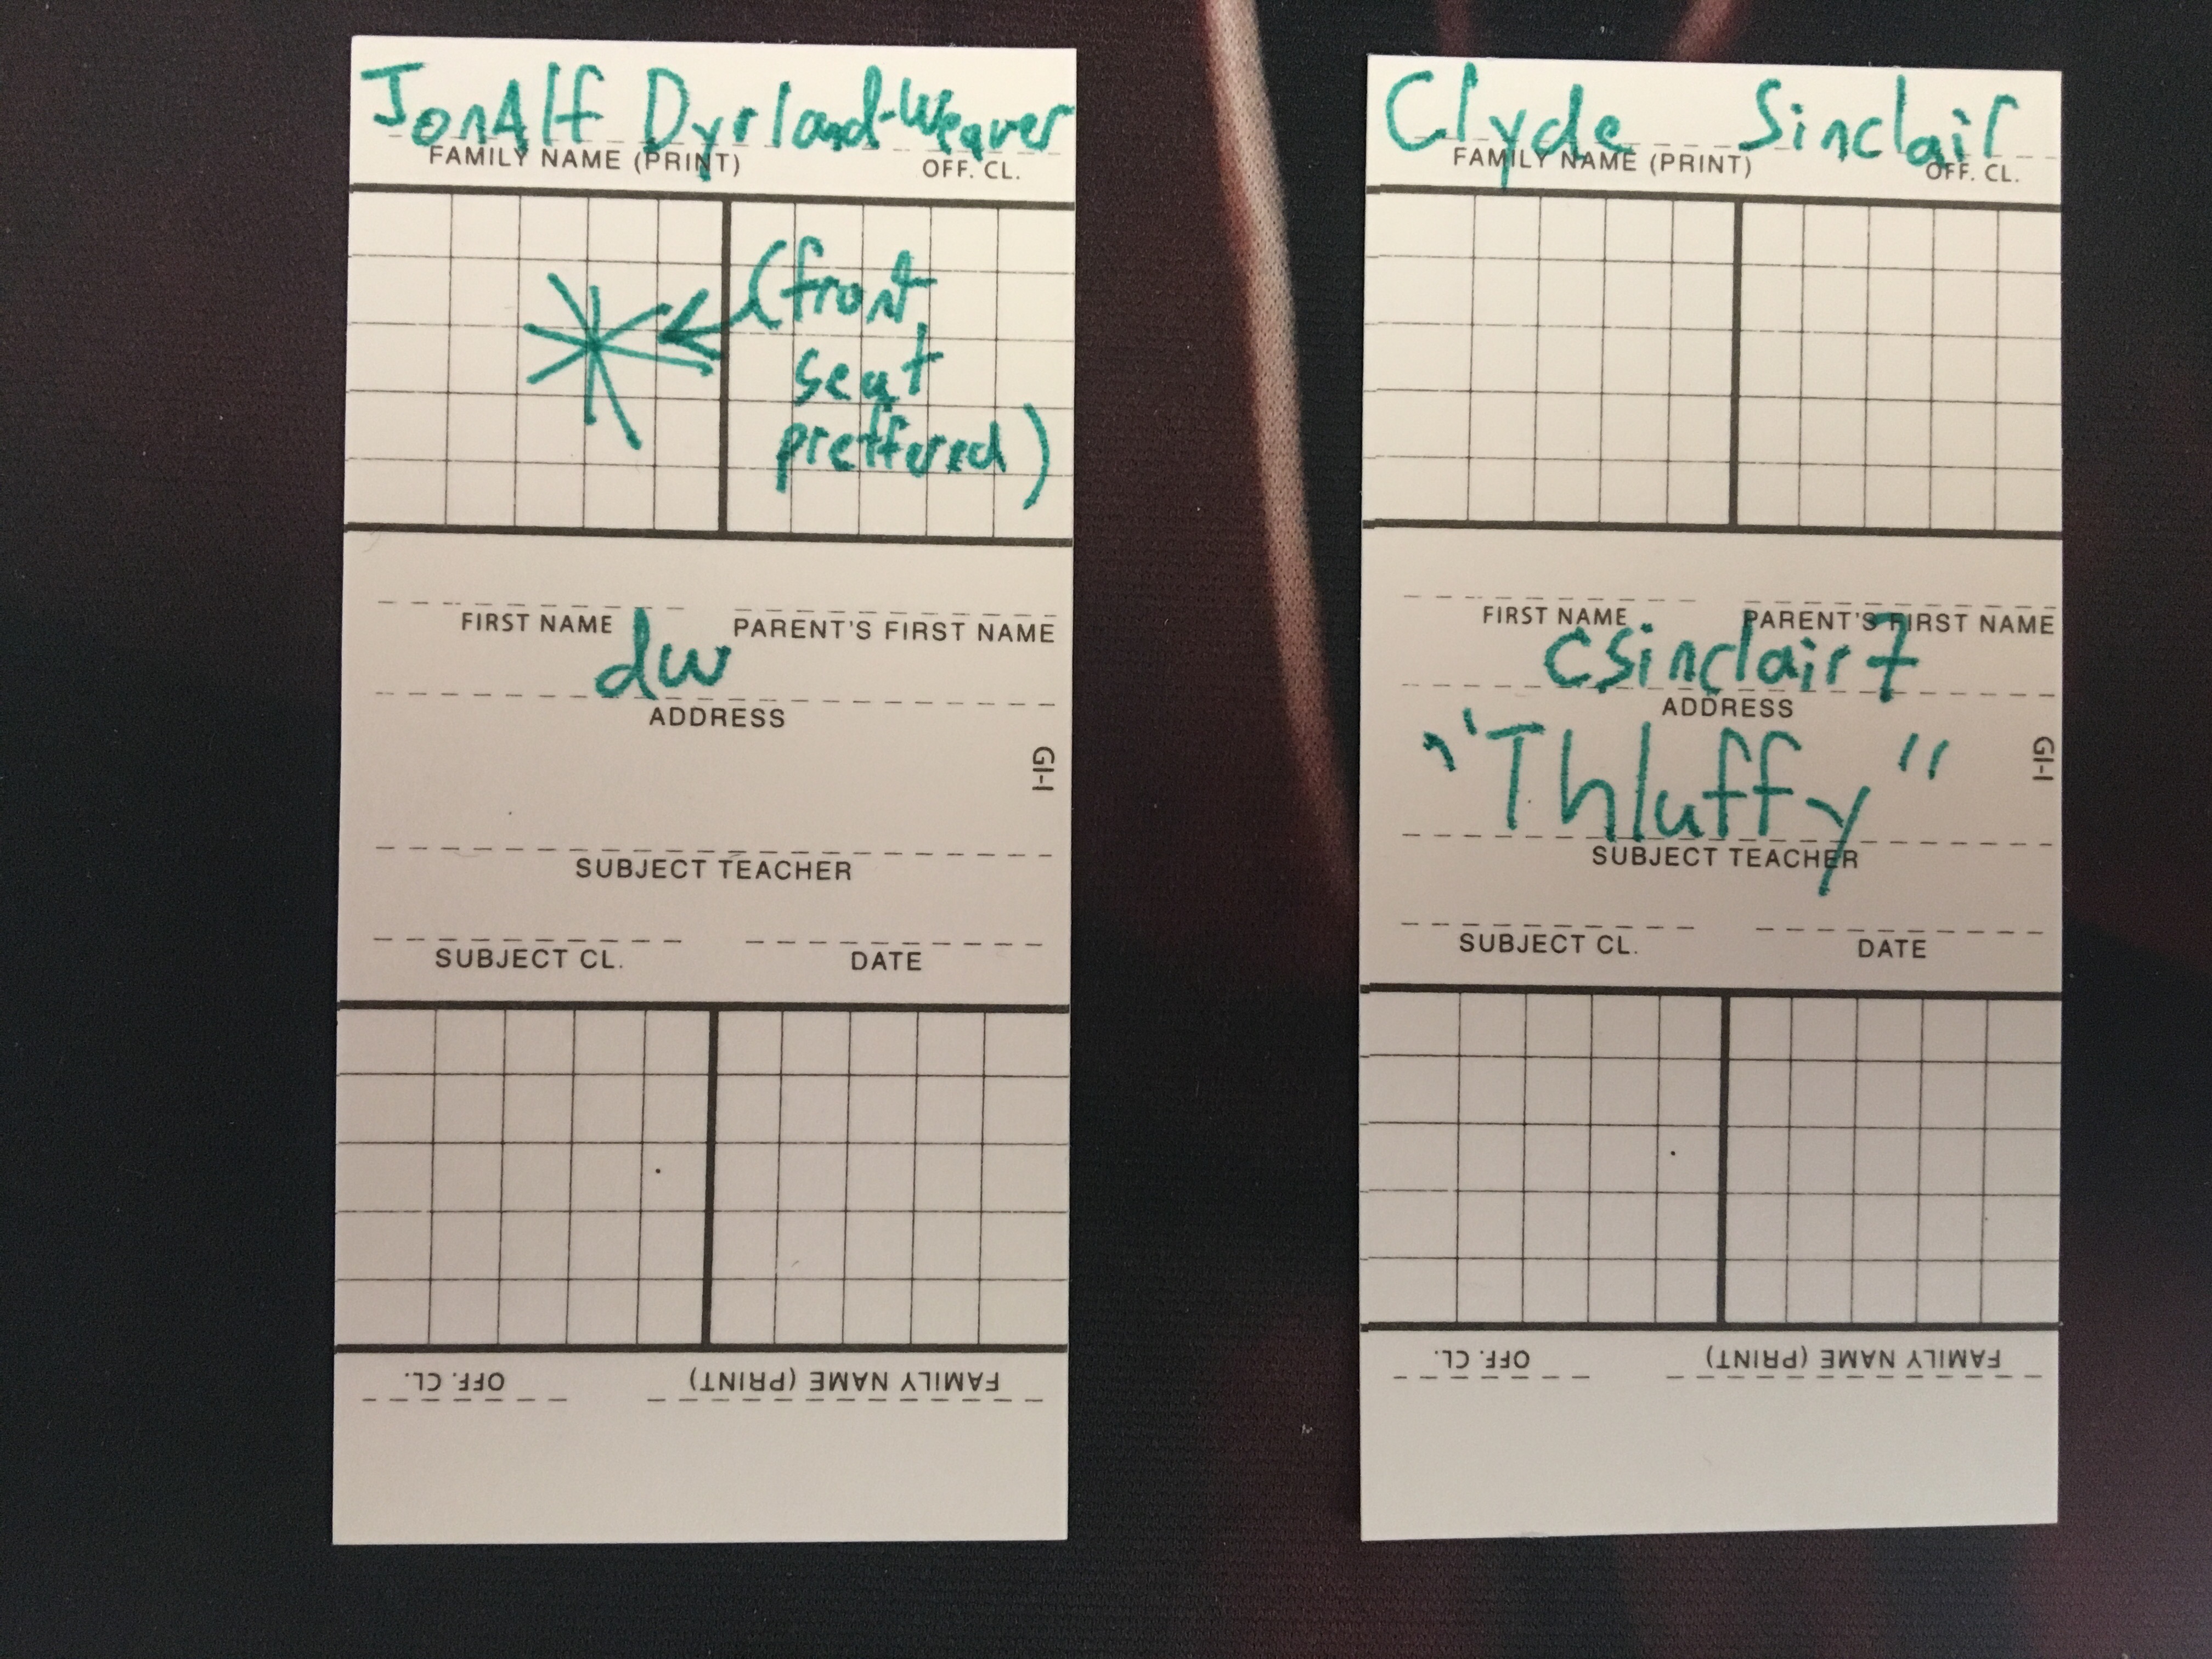 JonAlf Dyrland-Weaver
FAMILY NAME (PRINT) OFF. CL.
(front
seat
preffered)
FIRST NAME PARENT'S FIRST NAME
dw
ADDRESS
GI-I
SUBJECT TEACHER
SUBJECT CL. DATE
OFF. CL. FAMILY NAME (PRINT)
Clyde Sinclair
FAMILY NAME (PRINT) OFF. CL.
FIRST NAME PARENT'S FIRST NAME
csinclair7
ADDRESS
"Thluffy"
GI-I
SUBJECT TEACHER
SUBJECT CL. DATE
OFF. CL. FAMILY NAME (PRINT)